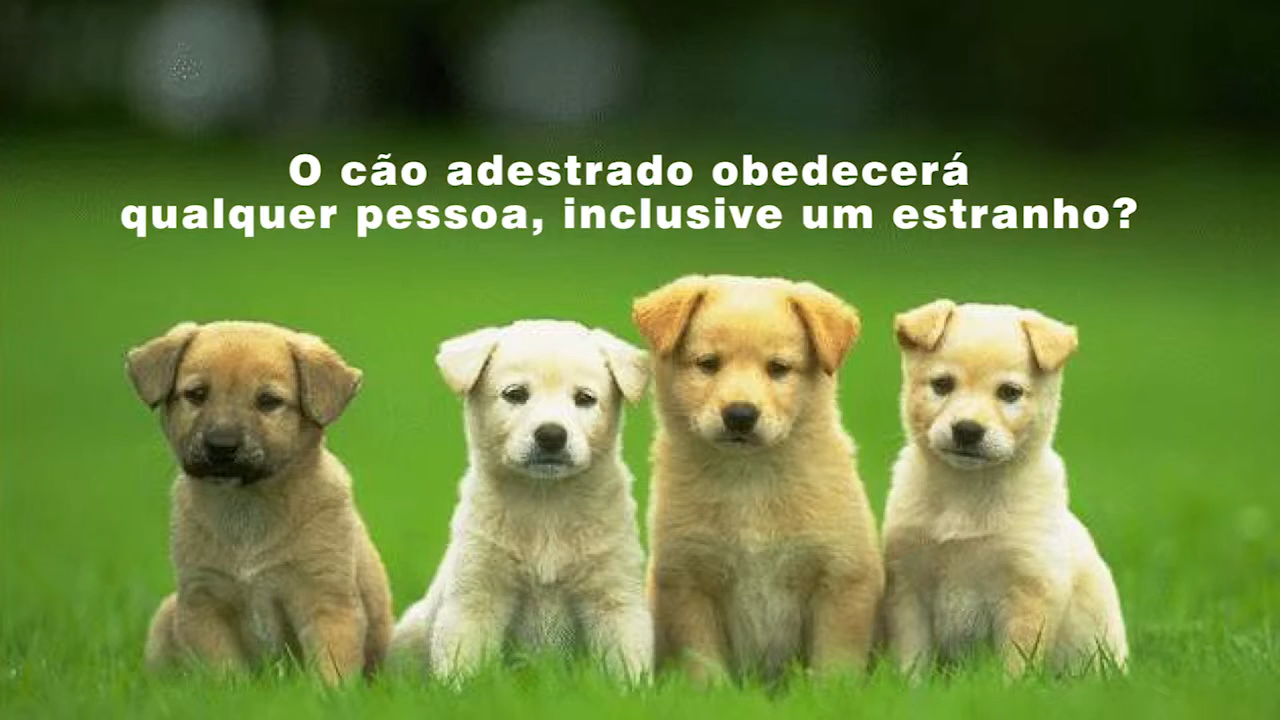 O cão adestrado obedecerá
qualquer pessoa, inclusive um estranho?